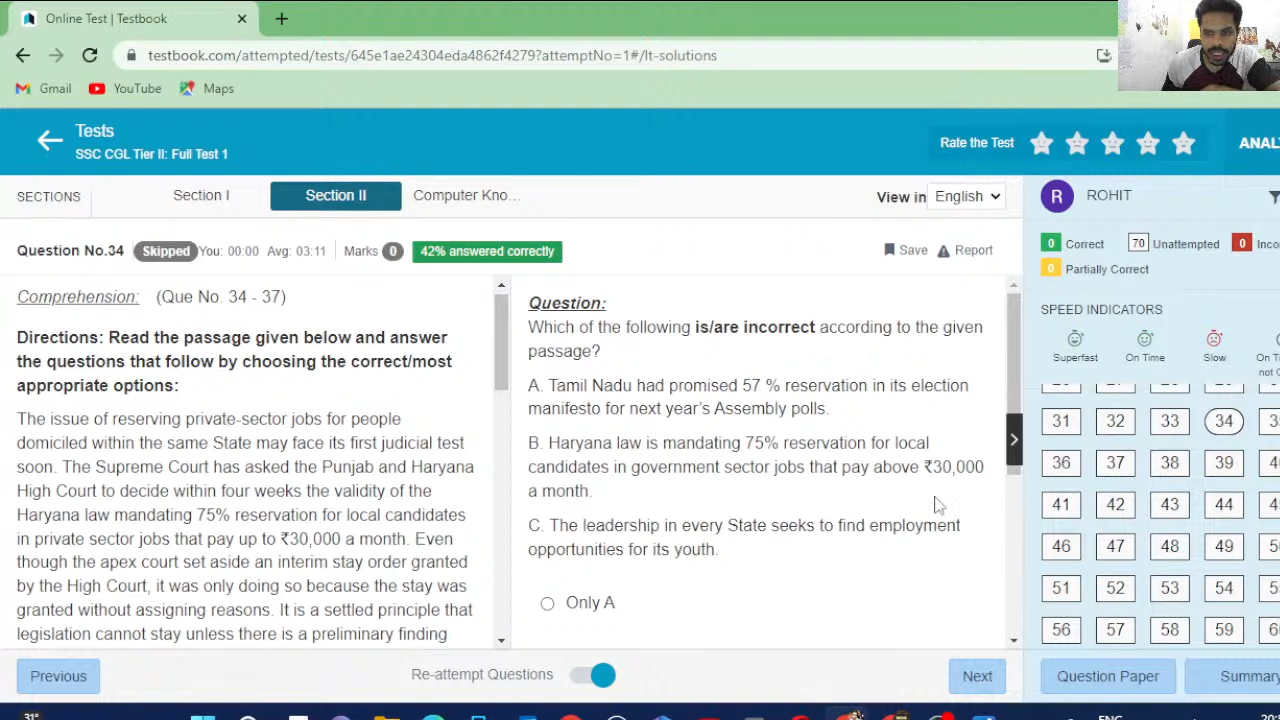 Online Test | Testbook
testbook.com/attempted/tests/645e1ae24304eda4862f4279?attemptNo=1#/lt-solutions
Gmail YouTube Maps
Tests
SSC CGL Tier II: Full Test 1
Rate the Test
ANAL
SECTIONS Section I Section II Computer Kno... View in English
ROHIT
Question No.34 Skipped You: 00:00 Avg: 03:11 Marks 0 42% answered correctly Save Report
0 Correct 70 Unattempted 0 Inco
0 Partially Correct
SPEED INDICATORS
Superfast On Time Slow On Ti
not C
Comprehension: (Que No. 34 - 37)
Directions: Read the passage given below and answer
the questions that follow by choosing the correct/most
appropriate options:
The issue of reserving private-sector jobs for people
domiciled within the same State may face its first judicial test
soon. The Supreme Court has asked the Punjab and Haryana
High Court to decide within four weeks the validity of the
Haryana law mandating 75% reservation for local candidates
in private sector jobs that pay up to ₹30,000 a month. Even
though the apex court set aside an interim stay order granted
by the High Court, it was only doing so because the stay was
granted without assigning reasons. It is a settled principle that
legislation cannot stay unless there is a preliminary finding
Question:
Which of the following is/are incorrect according to the given
passage?
A. Tamil Nadu had promised 57 % reservation in its election
manifesto for next year's Assembly polls.
B. Haryana law is mandating 75% reservation for local
candidates in government sector jobs that pay above ₹30,000
a month.
C. The leadership in every State seeks to find employment
opportunities for its youth.
Only A
31 32 33 34 3
36 37 38 39 4
41 42 43 44 4
46 47 48 49 5
51 52 53 54 5
56 57 58 59 6
Previous Re-attempt Questions Next Question Paper Summary
31° ENG 20: